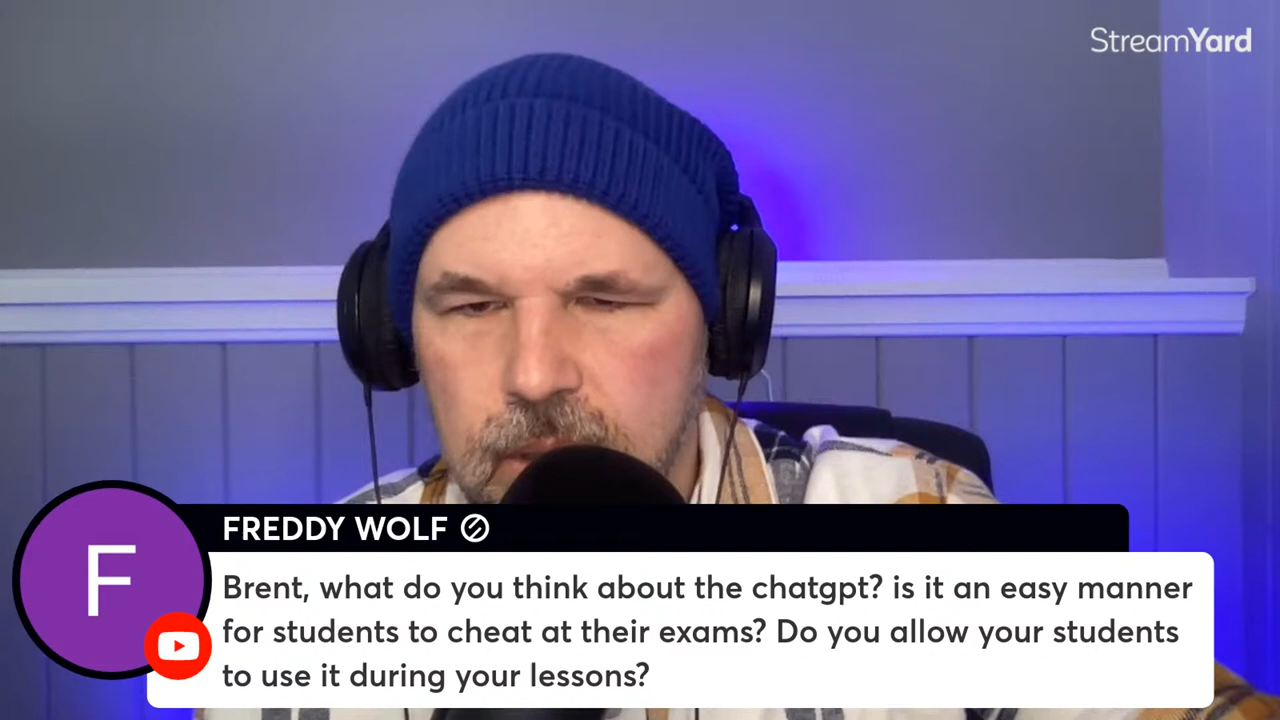 StreamYard
FREDDY WOLF
F
Brent, what do you think about the chatgpt? is it an easy manner
for students to cheat at their exams? Do you allow your students
to use it during your lessons?